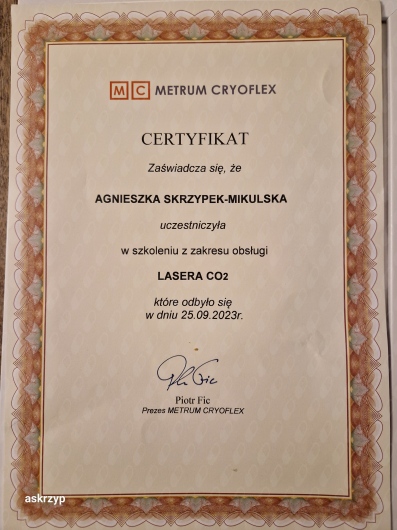 MC METRUM CRYOFLEX
CERTYFIKAT
Zaświadcza się, że
AGNIESZKA SKRZYPEK-MIKULSKA
uczestniczyła
w szkoleniu z zakresu obsługi
LASERA CO2
które odbyło się
w dniu 25.09.2023r.
Piotr Fic
Prezes METRUM CRYOFLEX
askrzyp